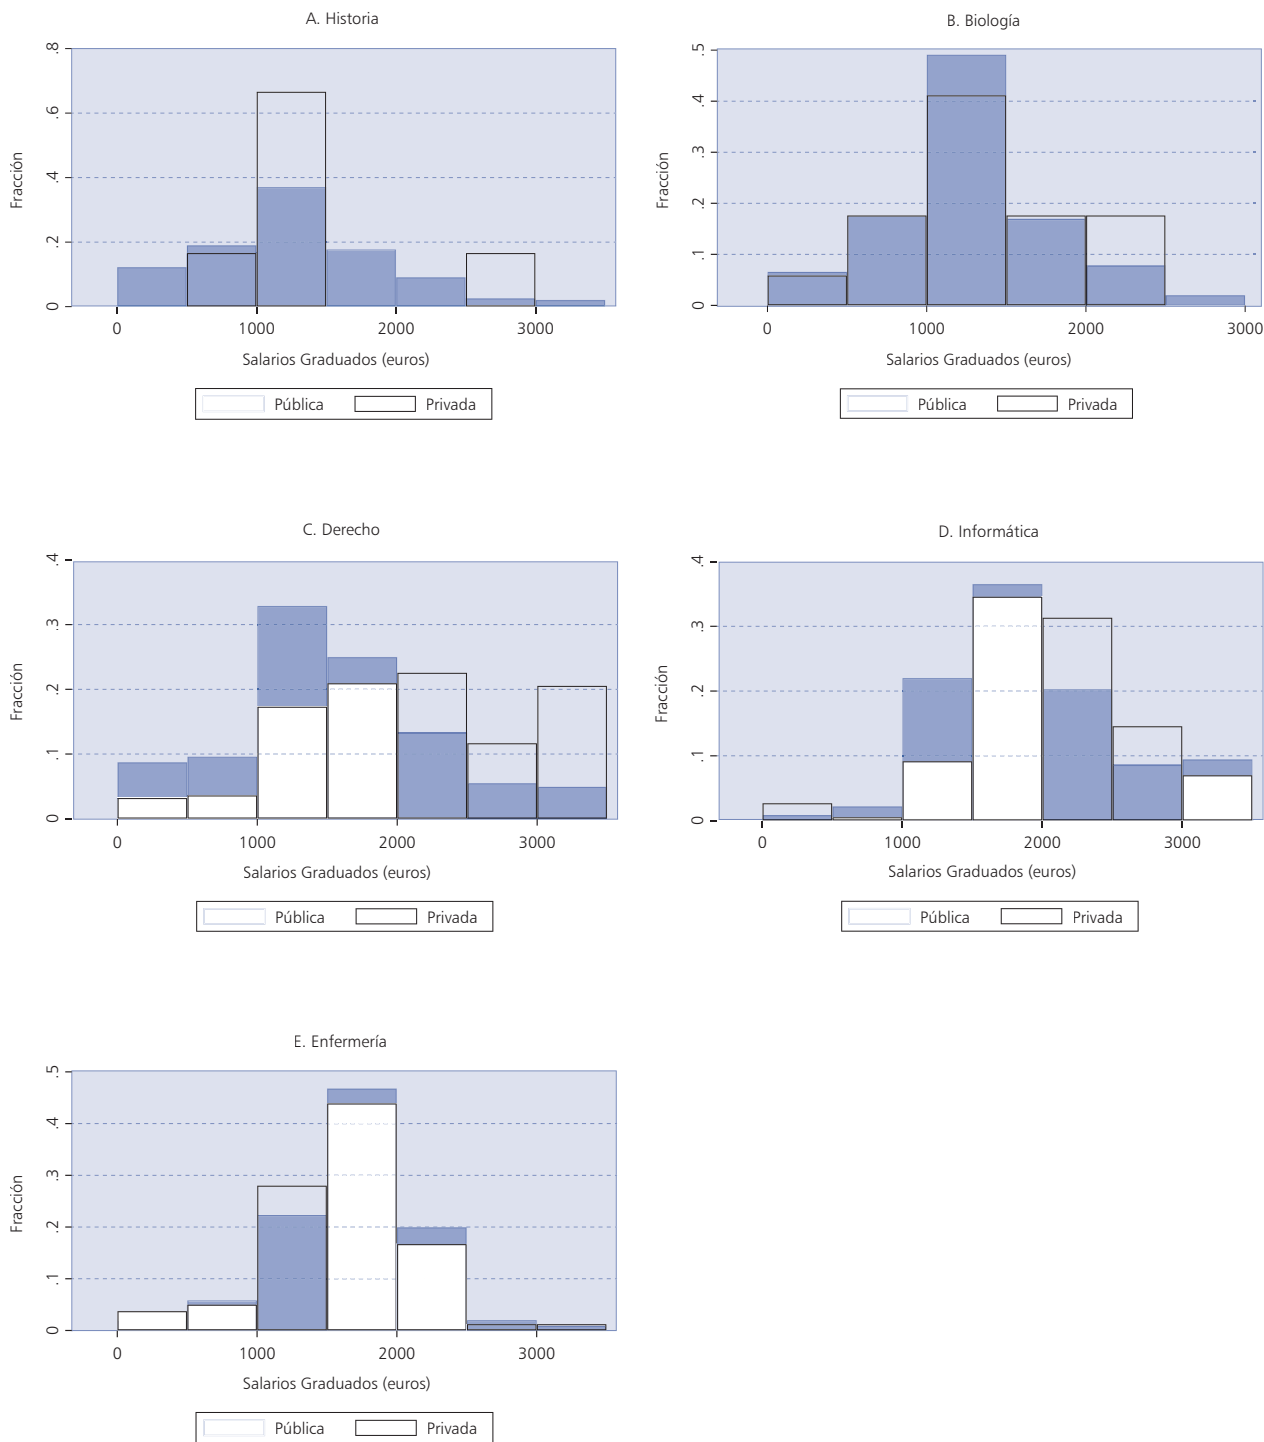 A. Historia
Fracción
.8
.6
.4
.2
0
0 1000 2000 3000
Salarios Graduados (euros)
Pública Privada
B. Biología
Fracción
.5
.4
.3
.2
.1
0
0 1000 2000 3000
Salarios Graduados (euros)
Pública Privada
C. Derecho
Fracción
.4
.3
.2
.1
0
0 1000 2000 3000
Salarios Graduados (euros)
Pública Privada
D. Informática
Fracción
.4
.3
.2
.1
0
0 1000 2000 3000
Salarios Graduados (euros)
Pública Privada
E. Enfermería
Fracción
.5
.4
.3
.2
.1
0
0 1000 2000 3000
Salarios Graduados (euros)
Pública Privada